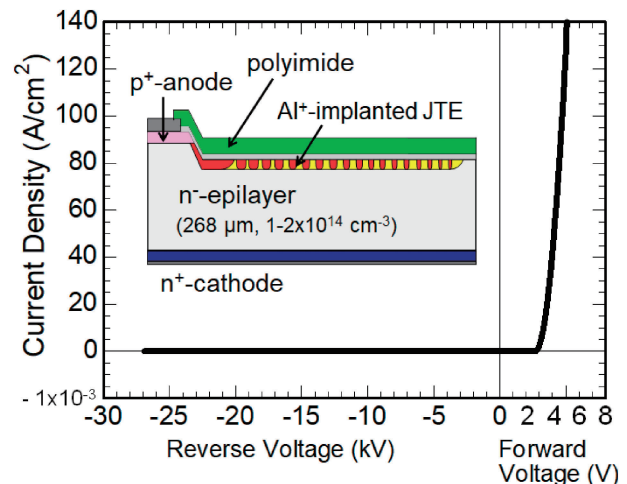 140
120
100
80
60
40
20
0
- 1x10⁻³
Current Density (A/cm²)
polyimide
p⁺-anode
Al⁺-implanted JTE
n⁻-epilayer
(268 μm, 1-2x10¹⁴ cm⁻³)
n⁺-cathode
-30 -25 -20 -15 -10 -5 0 2 4 6 8
Reverse Voltage (kV)
Forward
Voltage (V)